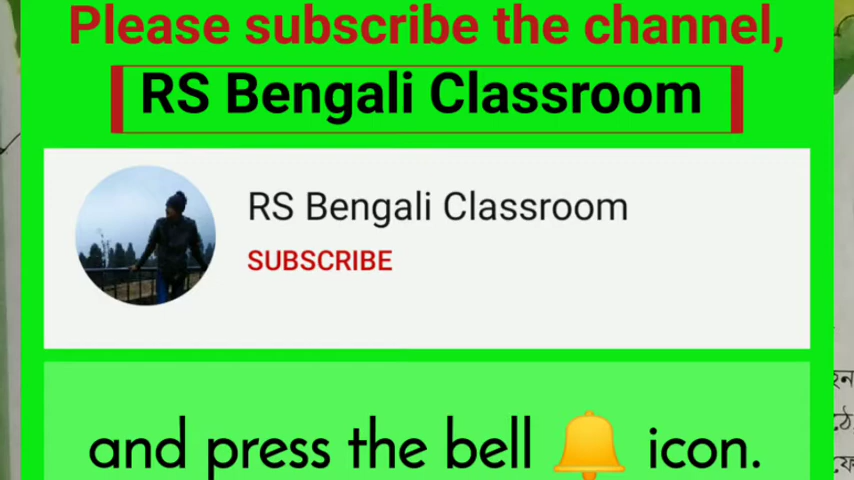 Please subscribe the channel,
RS Bengali Classroom
RS Bengali Classroom
SUBSCRIBE
and press the bell icon.